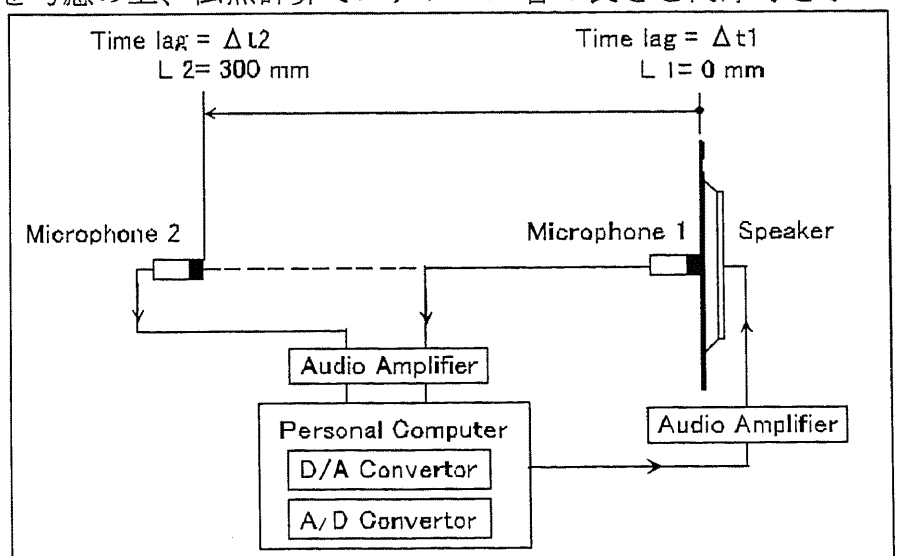 Time lag = Δt2
L 2= 300 mm
Time lag = Δt1
L 1= 0 mm
Microphone 2
Microphone 1
Speaker
Audio Amplifier
Audio Amplifier
Personal Computer
D/A Convertor
A/D Convertor